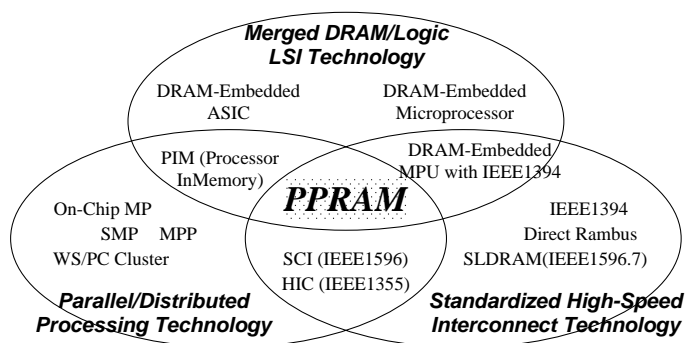 Merged DRAM/Logic
LSI Technology
DRAM-Embedded
ASIC
DRAM-Embedded
Microprocessor
PIM (Processor
InMemory)
DRAM-Embedded
MPU with IEEE1394
PPRAM
On-Chip MP
SMP MPP
WS/PC Cluster
SCI (IEEE1596)
HIC (IEEE1355)
IEEE1394
Direct Rambus
SLDRAM(IEEE1596.7)
Parallel/Distributed
Processing Technology
Standardized High-Speed
Interconnect Technology